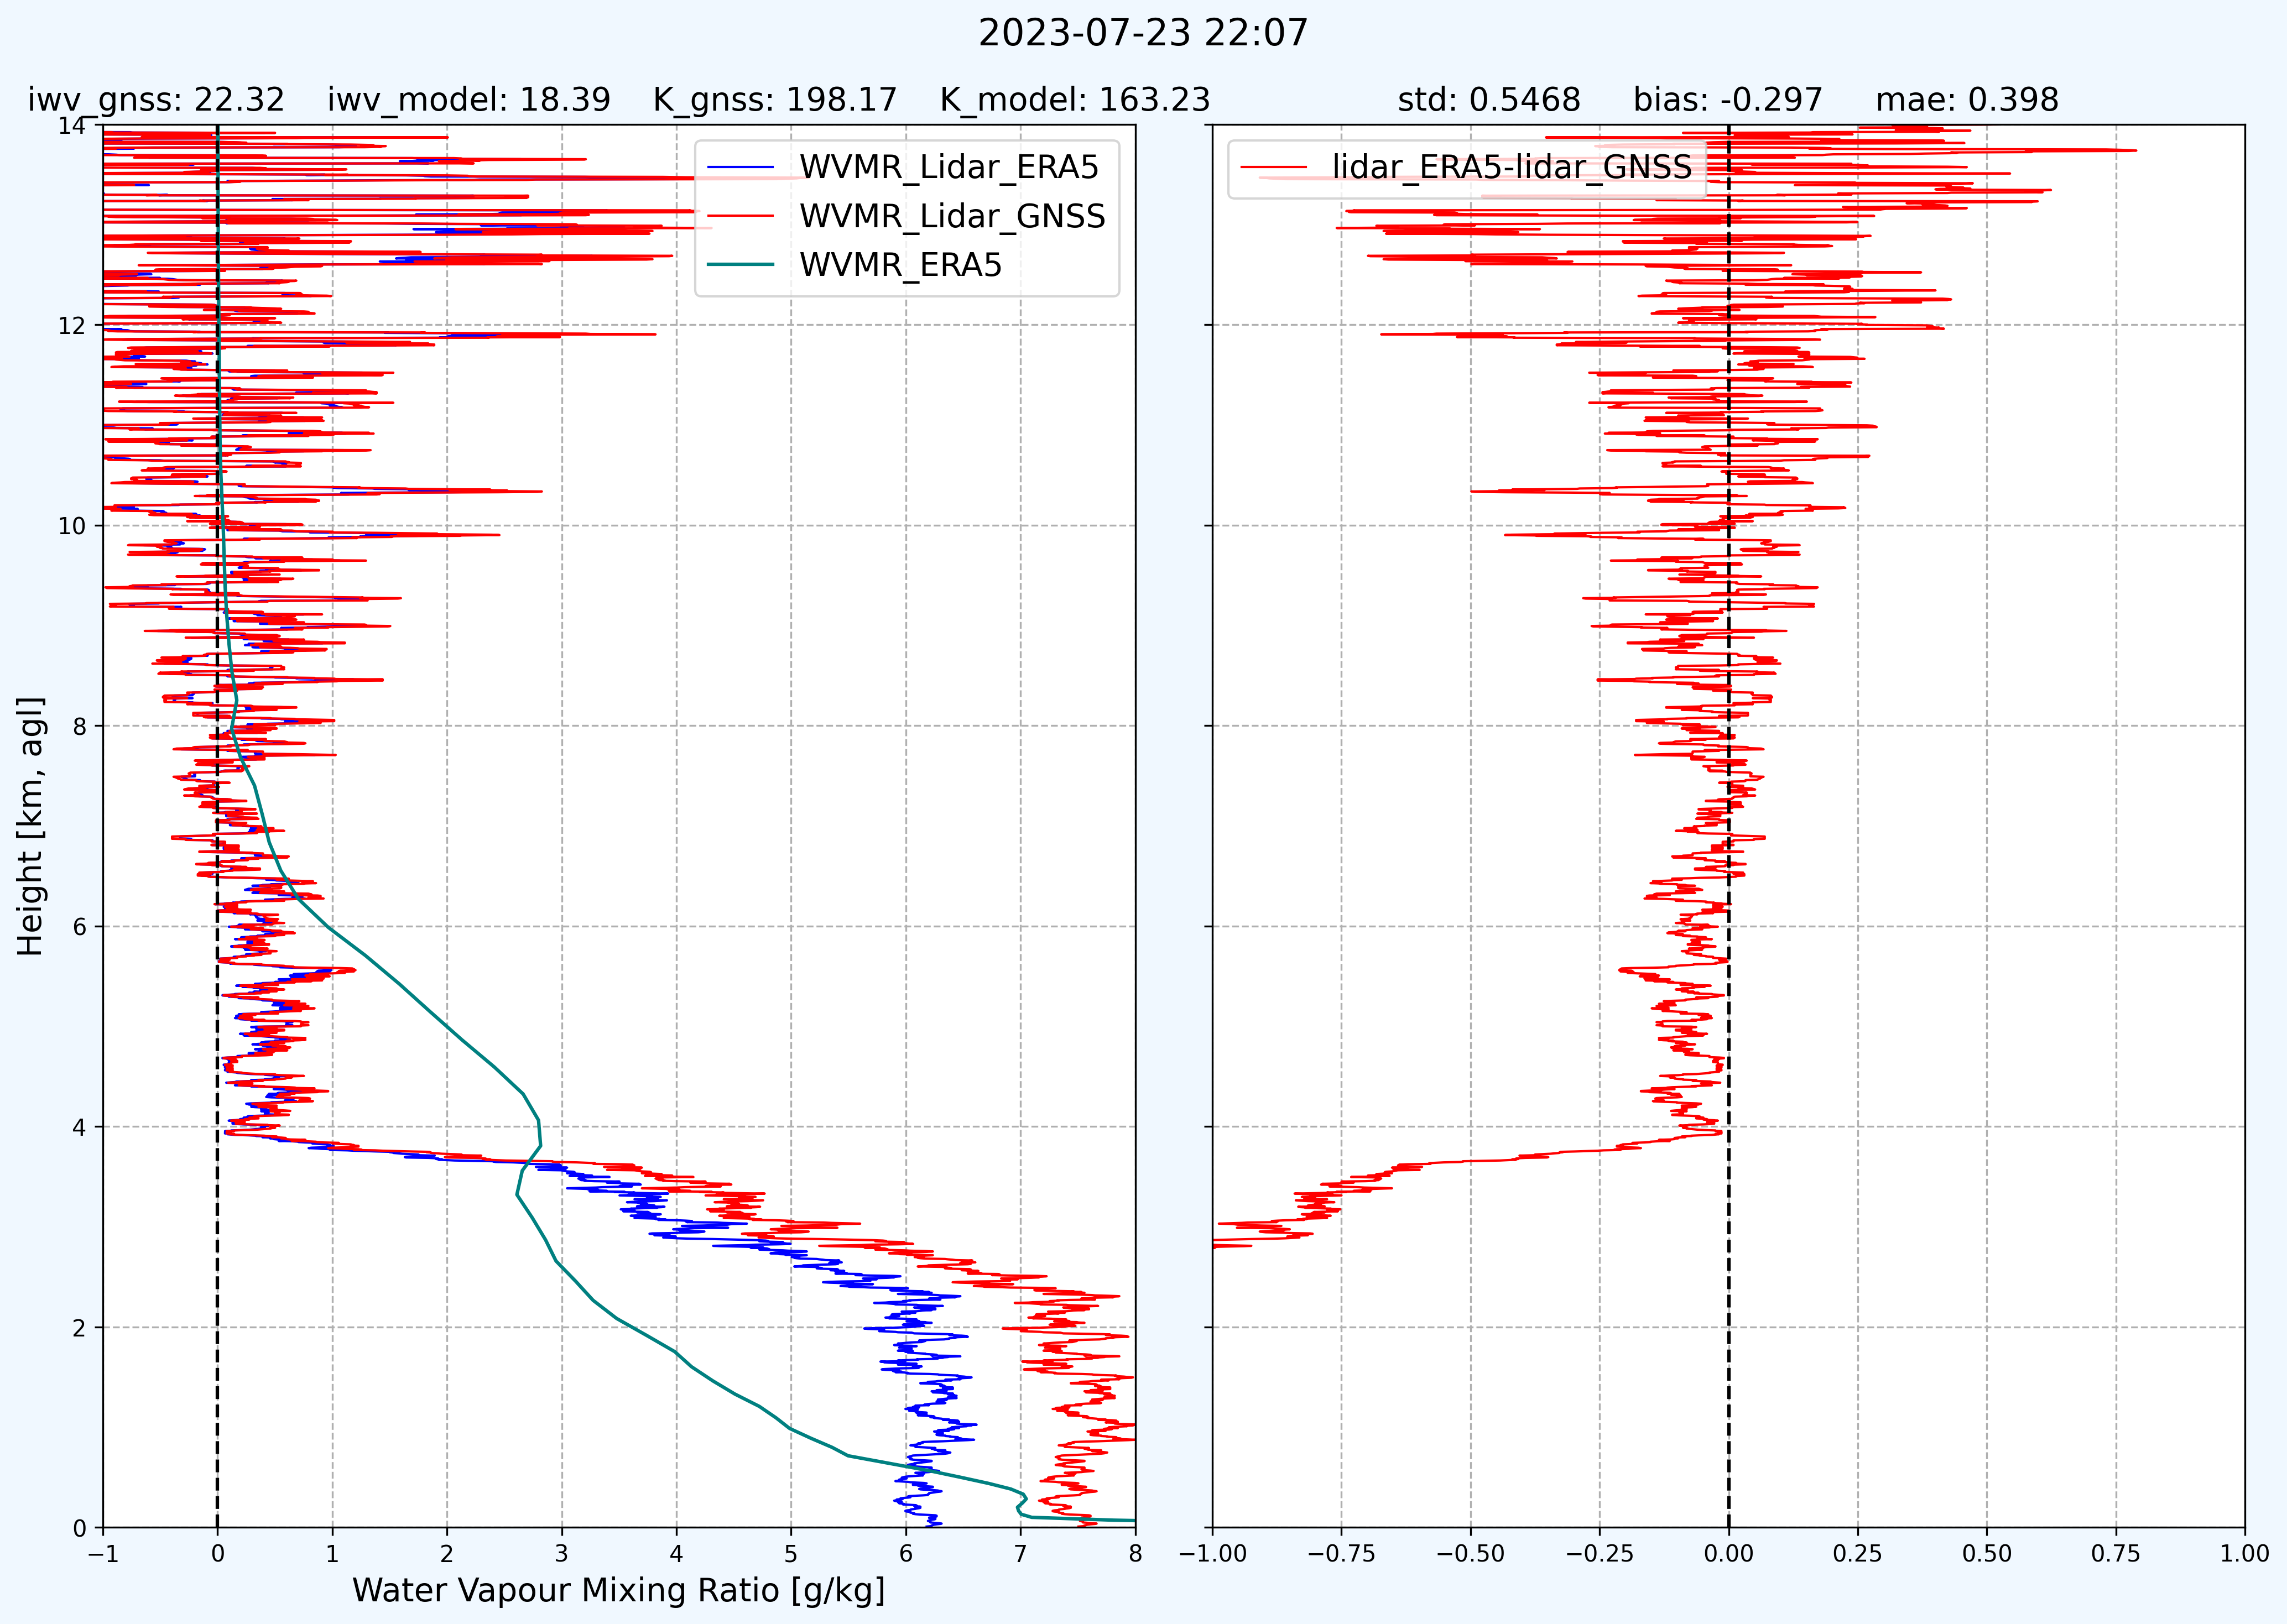 2023-07-23 22:07
iwv_gnss: 22.32 iwv_model: 18.39 K_gnss: 198.17 K_model: 163.23
std: 0.5468 bias: -0.297 mae: 0.398
WVMR_Lidar_ERA5
WVMR_Lidar_GNSS
WVMR_ERA5
lidar_ERA5-lidar_GNSS
Height [km, agl]
14
12
10
8
6
4
2
0
−1 0 1 2 3 4 5 6 7 8
Water Vapour Mixing Ratio [g/kg]
−1.00 −0.75 −0.50 −0.25 0.00 0.25 0.50 0.75 1.00